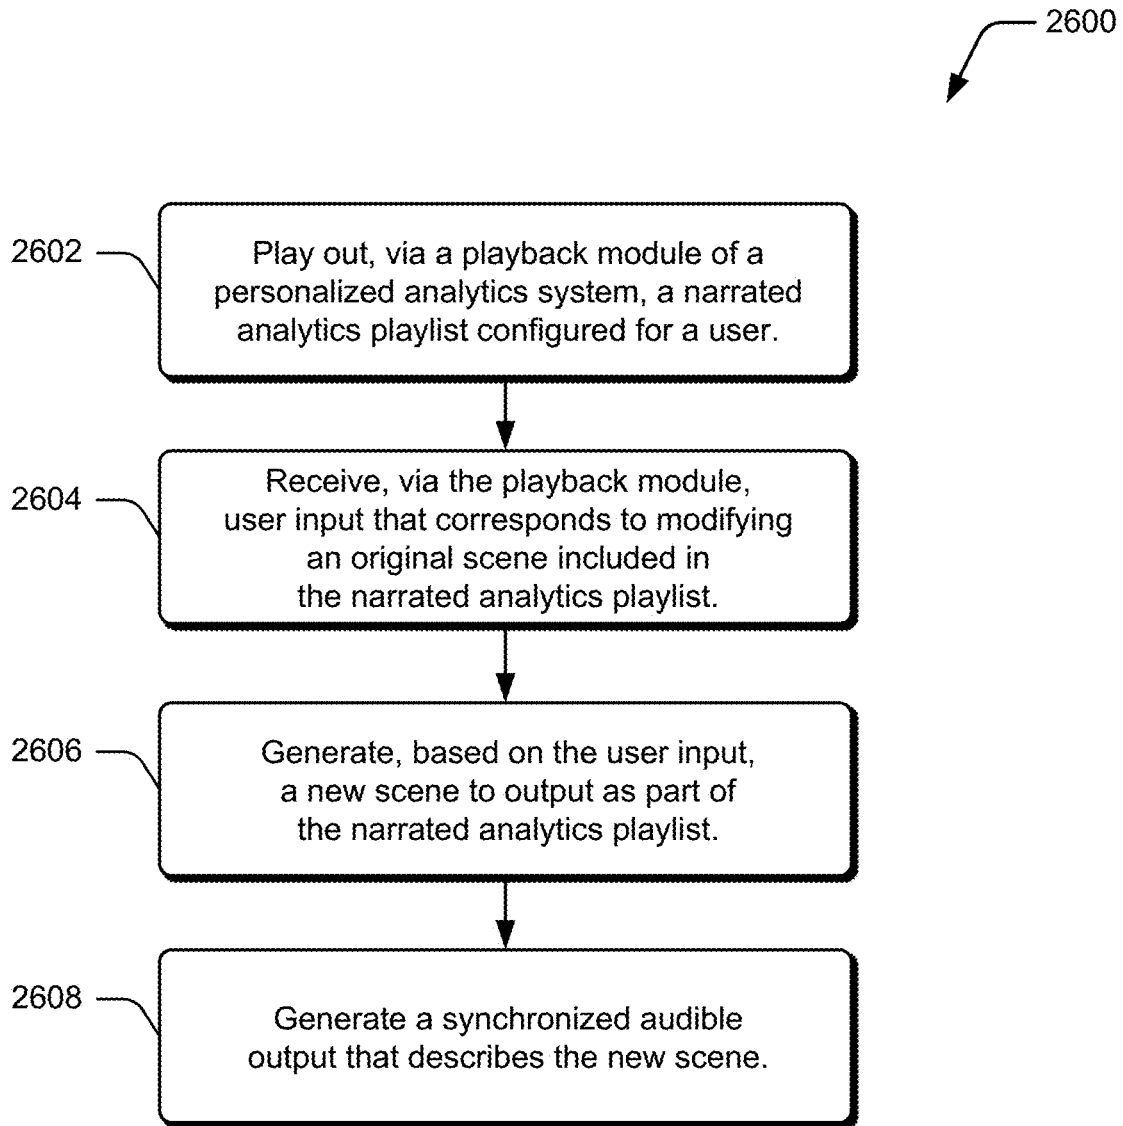 2600
2602
Play out, via a playback module of a
personalized analytics system, a narrated
analytics playlist configured for a user.
2604
Receive, via the playback module,
user input that corresponds to modifying
an original scene included in
the narrated analytics playlist.
2606
Generate, based on the user input,
a new scene to output as part of
the narrated analytics playlist.
2608
Generate a synchronized audible
output that describes the new scene.